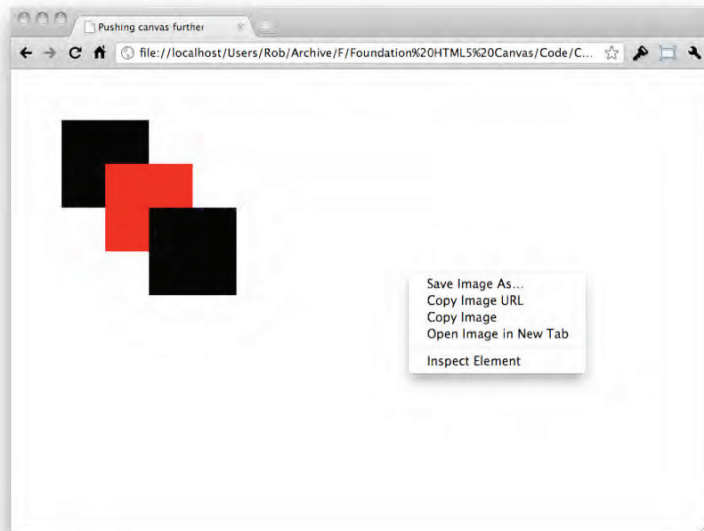 Pushing canvas further
file://localhost/Users/Rob/Archive/F/Foundation%20HTML5%20Canvas/Code/C...
Save Image As...
Copy Image URL
Copy Image
Open Image in New Tab
Inspect Element